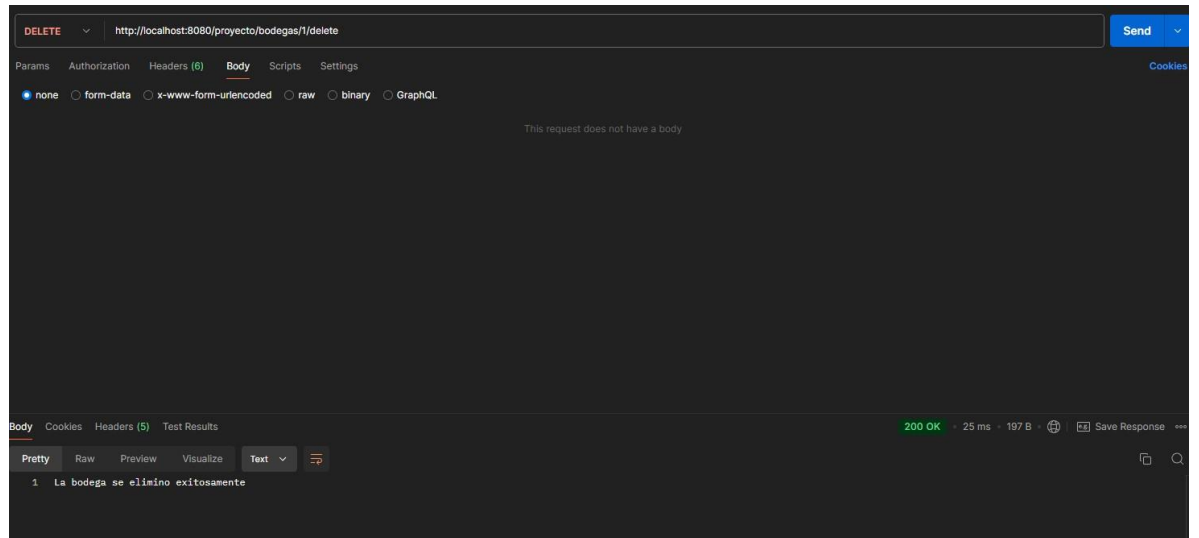 DELETE http://localhost:8080/proyecto/bodegas/1/delete Send
Params Authorization Headers (6) Body Scripts Settings Cookies
none form-data x-www-form-urlencoded raw binary GraphQL
This request does not have a body
Body Cookies Headers (5) Test Results 200 OK 25 ms 197 B e.g. Save Response
Pretty Raw Preview Visualize Text
1 La bodega se elimino exitosamente